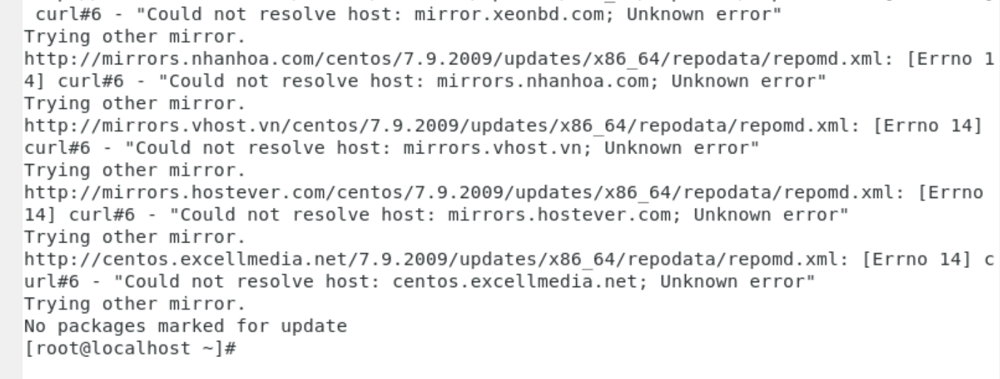 curl#6 - "Could not resolve host: mirror.xeonbd.com; Unknown error"
Trying other mirror.
http://mirrors.nhanhoa.com/centos/7.9.2009/updates/x86_64/repodata/repomd.xml: [Errno 1
4] curl#6 - "Could not resolve host: mirrors.nhanhoa.com; Unknown error"
Trying other mirror.
http://mirrors.vhost.vn/centos/7.9.2009/updates/x86_64/repodata/repomd.xml: [Errno 14]
curl#6 - "Could not resolve host: mirrors.vhost.vn; Unknown error"
Trying other mirror.
http://mirrors.hostever.com/centos/7.9.2009/updates/x86_64/repodata/repomd.xml: [Errno
14] curl#6 - "Could not resolve host: mirrors.hostever.com; Unknown error"
Trying other mirror.
http://centos.excellmedia.net/7.9.2009/updates/x86_64/repodata/repomd.xml: [Errno 14] c
url#6 - "Could not resolve host: centos.excellmedia.net; Unknown error"
Trying other mirror.
No packages marked for update
[root@localhost ~]#